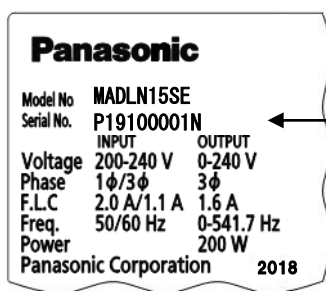 Panasonic
Model No MADLN15SE
Serial No. P19100001N
INPUT OUTPUT
Voltage 200-240 V 0-240 V
Phase 1ϕ/3ϕ 3ϕ
F.L.C 2.0 A/1.1 A 1.6 A
Freq. 50/60 Hz 0-541.7 Hz
Power 200 W
Panasonic Corporation 2018